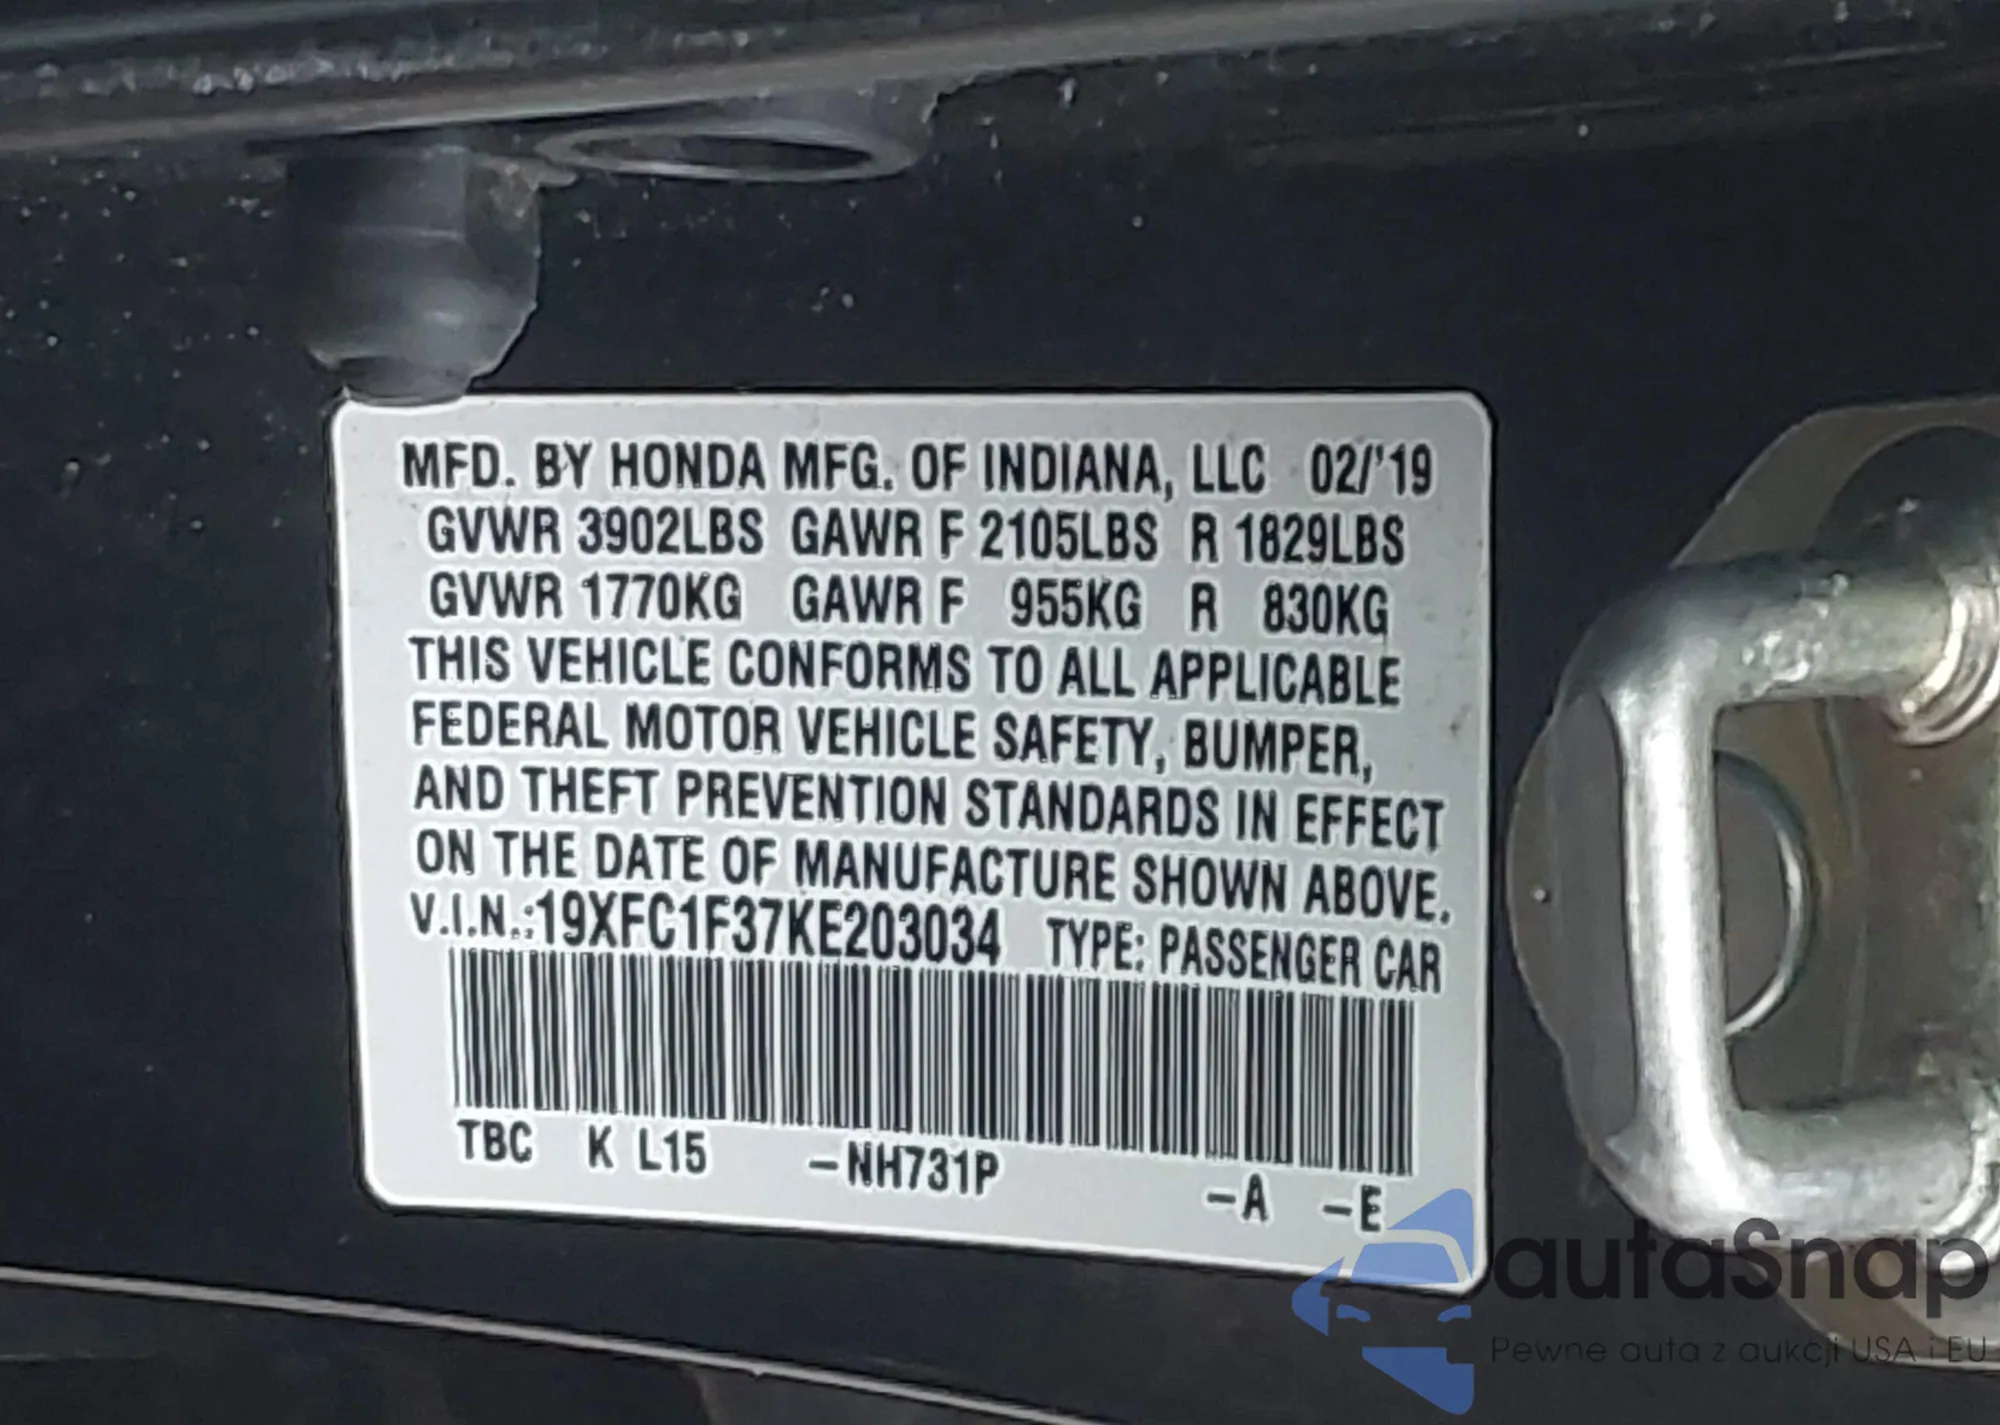 MFD. BY HONDA MFG. OF INDIANA, LLC 02/'19
GVWR 3902LBS GAWR F 2105LBS R 1829LBS
GVWR 1770KG GAWR F 955KG R 830KG
THIS VEHICLE CONFORMS TO ALL APPLICABLE
FEDERAL MOTOR VEHICLE SAFETY, BUMPER,
AND THEFT PREVENTION STANDARDS IN EFFECT
ON THE DATE OF MANUFACTURE SHOWN ABOVE.
V.I.N.:19XFC1F37KE203034 TYPE: PASSENGER CAR
TBC K L15 -NH731P -A -E
autaSnap
Pewne auta z aukcji USA i EU